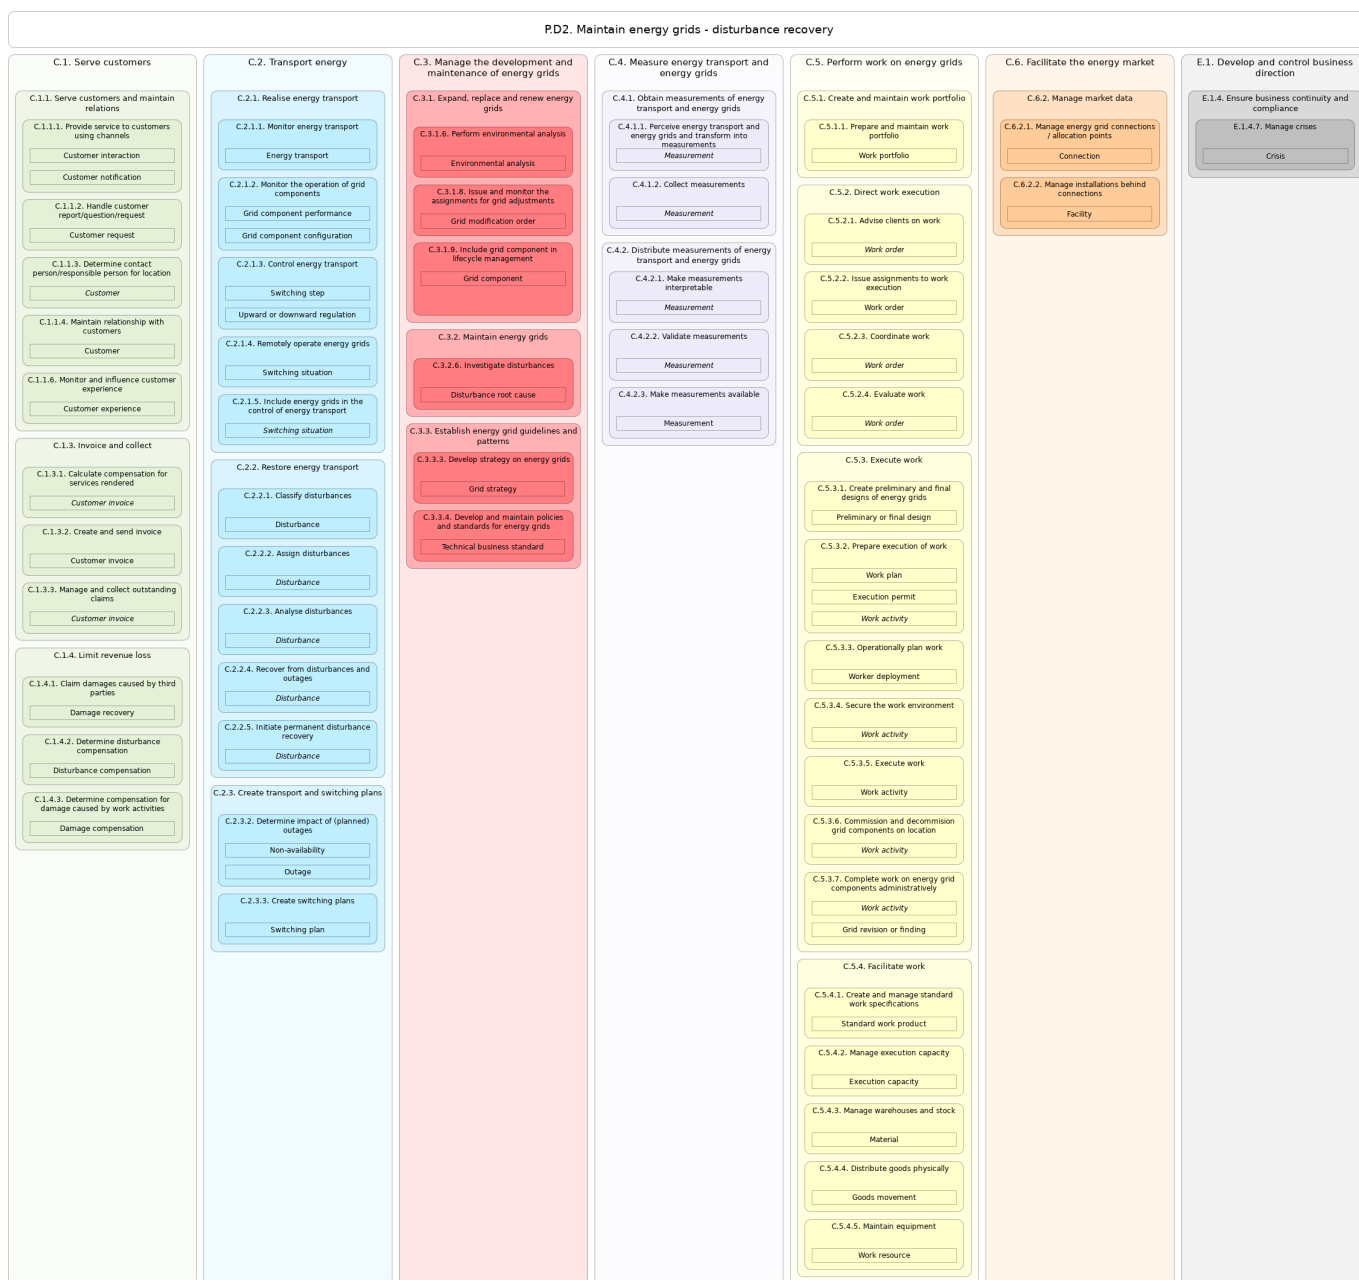 P.D2. Maintain energy grids - disturbance recovery
C.1. Serve customers
C.1.1. Serve customers and maintain
relations
C.1.1.1. Provide service to customers
using channels
Customer interaction
Customer notification
C.1.1.2. Handle customer
report/question/request
Customer request
C.1.1.3. Determine contact
person/responsible person for location
Customer
C.1.1.4. Maintain relationship with
customers
Customer
C.1.1.6. Monitor and influence customer
experience
Customer experience
C.1.3. Invoice and collect
C.1.3.1. Calculate compensation for
services rendered
Customer invoice
C.1.3.2. Create and send invoice
Customer invoice
C.1.3.3. Manage and collect outstanding
claims
Customer invoice
C.1.4. Limit revenue loss
C.1.4.1. Claim damages caused by third
parties
Damage recovery
C.1.4.2. Determine disturbance
compensation
Disturbance compensation
C.1.4.3. Determine compensation for
damage caused by work activities
Damage compensation
C.2. Transport energy
C.2.1. Realise energy transport
C.2.1.1. Monitor energy transport
Energy transport
C.2.1.2. Monitor the operation of grid
components
Grid component performance
Grid component configuration
C.2.1.3. Control energy transport
Switching step
Upward or downward regulation
C.2.1.4. Remotely operate energy grids
Switching situation
C.2.1.5. Include energy grids in the
control of energy transport
Switching situation
C.2.2. Restore energy transport
C.2.2.1. Classify disturbances
Disturbance
C.2.2.2. Assign disturbances
Disturbance
C.2.2.3. Analyse disturbances
Disturbance
C.2.2.4. Recover from disturbances and
outages
Disturbance
C.2.2.5. Initiate permanent disturbance
recovery
Disturbance
C.2.3. Create transport and switching plans
C.2.3.2. Determine impact of (planned)
outages
Non-availability
Outage
C.2.3.3. Create switching plans
Switching plan
C.3. Manage the development and
maintenance of energy grids
C.3.1. Expand, replace and renew energy
grids
C.3.1.6. Perform environmental analysis
Environmental analysis
C.3.1.8. Issue and monitor the
assignments for grid adjustments
Grid modification order
C.3.1.9. Include grid component in
lifecycle management
Grid component
C.3.2. Maintain energy grids
C.3.2.6. Investigate disturbances
Disturbance root cause
C.3.3. Establish energy grid guidelines and
patterns
C.3.3.3. Develop strategy on energy grids
Grid strategy
C.3.3.4. Develop and maintain policies
and standards for energy grids
Technical business standard
C.4. Measure energy transport and
energy grids
C.4.1. Obtain measurements of energy
transport and energy grids
C.4.1.1. Perceive energy transport and
energy grids and transform into
measurements
Measurement
C.4.1.2. Collect measurements
Measurement
C.4.2. Distribute measurements of energy
transport and energy grids
C.4.2.1. Make measurements
interpretable
Measurement
C.4.2.2. Validate measurements
Measurement
C.4.2.3. Make measurements available
Measurement
C.5. Perform work on energy grids
C.5.1. Create and maintain work portfolio
C.5.1.1. Prepare and maintain work
portfolio
Work portfolio
C.5.2. Direct work execution
C.5.2.1. Advise clients on work
Work order
C.5.2.2. Issue assignments to work
execution
Work order
C.5.2.3. Coordinate work
Work order
C.5.2.4. Evaluate work
Work order
C.5.3. Execute work
C.5.3.1. Create preliminary and final
designs of energy grids
Preliminary or final design
C.5.3.2. Prepare execution of work
Work plan
Execution permit
Work activity
C.5.3.3. Operationally plan work
Worker deployment
C.5.3.4. Secure the work environment
Work activity
C.5.3.5. Execute work
Work activity
C.5.3.6. Commission and decommision
grid components on location
Work activity
C.5.3.7. Complete work on energy grid
components administratively
Work activity
Grid revision or finding
C.5.4. Facilitate work
C.5.4.1. Create and manage standard
work specifications
Standard work product
C.5.4.2. Manage execution capacity
Execution capacity
C.5.4.3. Manage warehouses and stock
Material
C.5.4.4. Distribute goods physically
Goods movement
C.5.4.5. Maintain equipment
Work resource
C.6. Facilitate the energy market
C.6.2. Manage market data
C.6.2.1. Manage energy grid connections
/ allocation points
Connection
C.6.2.2. Manage installations behind
connections
Facility
E.1. Develop and control business
direction
E.1.4. Ensure business continuity and
compliance
E.1.4.7. Manage crises
Crisis